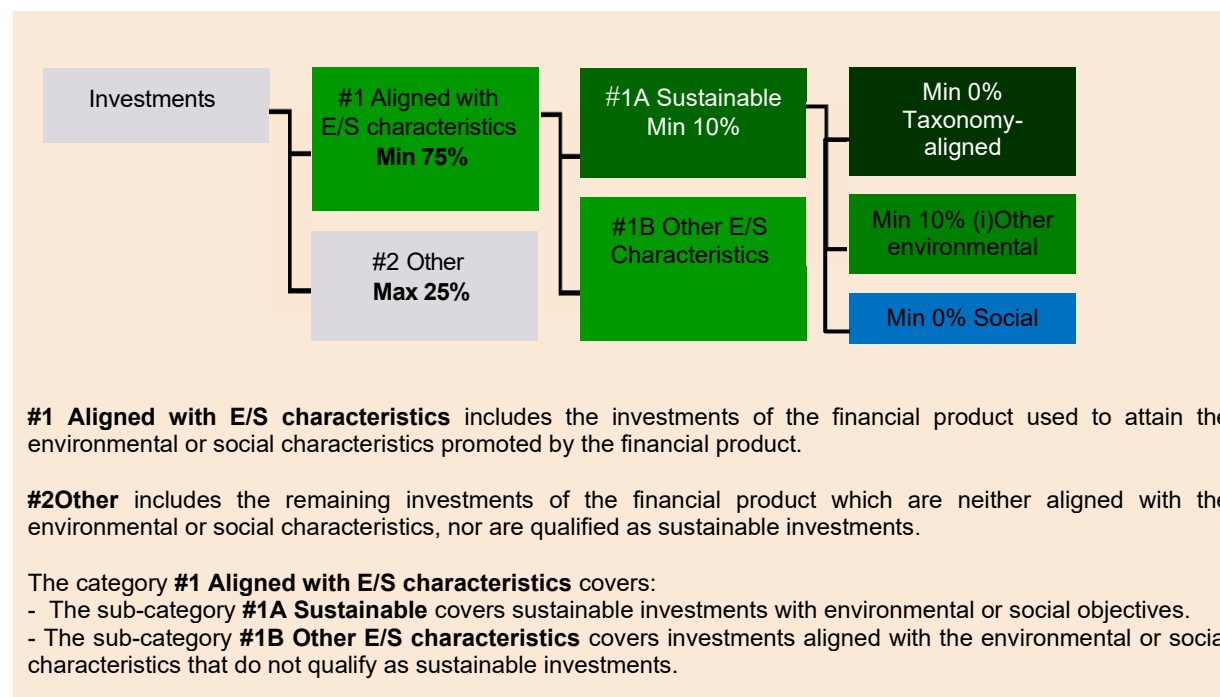 Investments
#1 Aligned with
E/S characteristics
Min 75%
#2 Other
Max 25%
#1A Sustainable
Min 10%
#1B Other E/S
Characteristics
Min 0%
Taxonomy-
aligned
Min 10% (i)Other
environmental
Min 0% Social
#1 Aligned with E/S characteristics includes the investments of the financial product used to attain the
environmental or social characteristics promoted by the financial product.
#2Other includes the remaining investments of the financial product which are neither aligned with the
environmental or social characteristics, nor are qualified as sustainable investments.
The category #1 Aligned with E/S characteristics covers:
- The sub-category #1A Sustainable covers sustainable investments with environmental or social objectives.
- The sub-category #1B Other E/S characteristics covers investments aligned with the environmental or social
characteristics that do not qualify as sustainable investments.